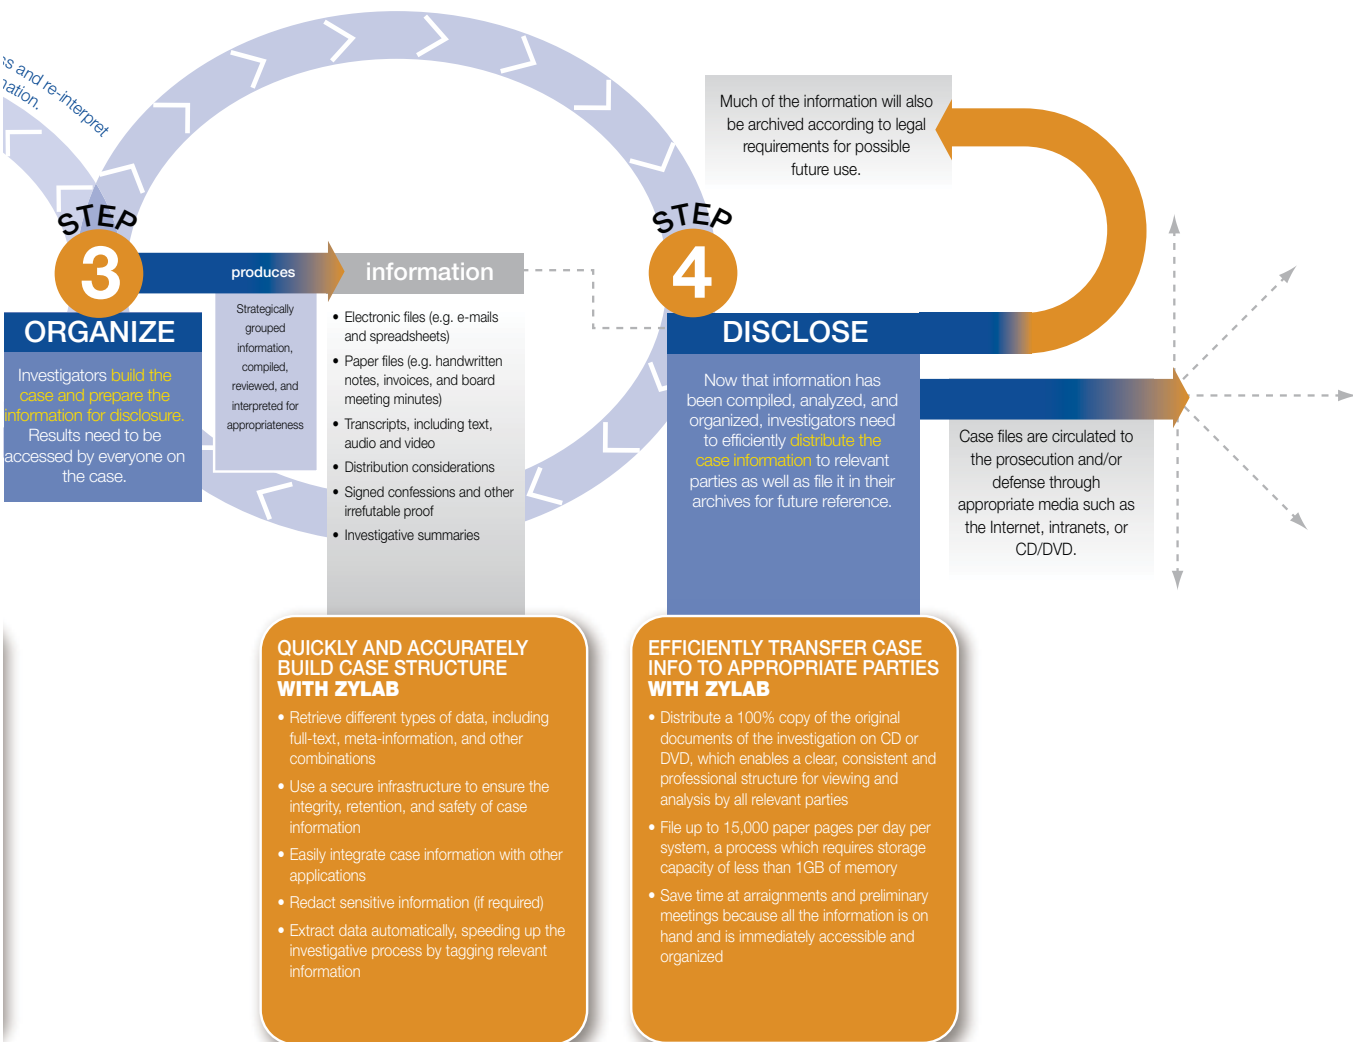 and re-interpret
STEP
3
ORGANIZE
Investigators build the
case and prepare the
information for disclosure.
Results need to be
accessed by everyone on
the case.
produces
Strategically
grouped
information,
compiled,
reviewed, and
interpreted for
appropriateness
information
• Electronic files (e.g. e-mails
and spreadsheets)
• Paper files (e.g. handwritten
notes, invoices, and board
meeting minutes)
• Transcripts, including text,
audio and video
• Distribution considerations
• Signed confessions and other
irrefutable proof
• Investigative summaries
STEP
4
DISCLOSE
Now that information has
been compiled, analyzed, and
organized, investigators need
to efficiently distribute the
case information to relevant
parties as well as file it in their
archives for future reference.
Much of the information will also
be archived according to legal
requirements for possible
future use.
Case files are circulated to
the prosecution and/or
defense through
appropriate media such as
the Internet, intranets, or
CD/DVD.
QUICKLY AND ACCURATELY
BUILD CASE STRUCTURE
WITH ZYLAB
• Retrieve different types of data, including
full-text, meta-information, and other
combinations
• Use a secure infrastructure to ensure the
integrity, retention, and safety of case
information
• Easily integrate case information with other
applications
• Redact sensitive information (if required)
• Extract data automatically, speeding up the
investigative process by tagging relevant
information
EFFICIENTLY TRANSFER CASE
INFO TO APPROPRIATE PARTIES
WITH ZYLAB
• Distribute a 100% copy of the original
documents of the investigation on CD or
DVD, which enables a clear, consistent and
professional structure for viewing and
analysis by all relevant parties
• File up to 15,000 paper pages per day per
system, a process which requires storage
capacity of less than 1GB of memory
• Save time at arraignments and preliminary
meetings because all the information is on
hand and is immediately accessible and
organized